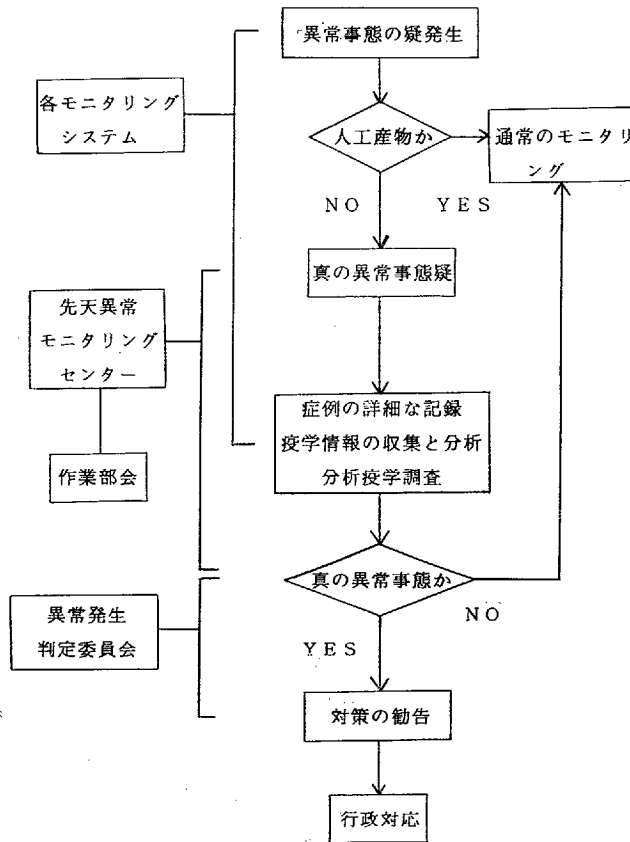 異常事態の疑発生
各モニタリング
システム
人工産物か
通常のモニタリ
ング
NO
YES
真の異常事態疑
先天異常
モニタリング
センター
症例の詳細な記録
疫学情報の収集と分析
分析疫学調査
作業部会
真の異常事態か
NO
異常発生
判定委員会
YES
対策の勧告
行政対応